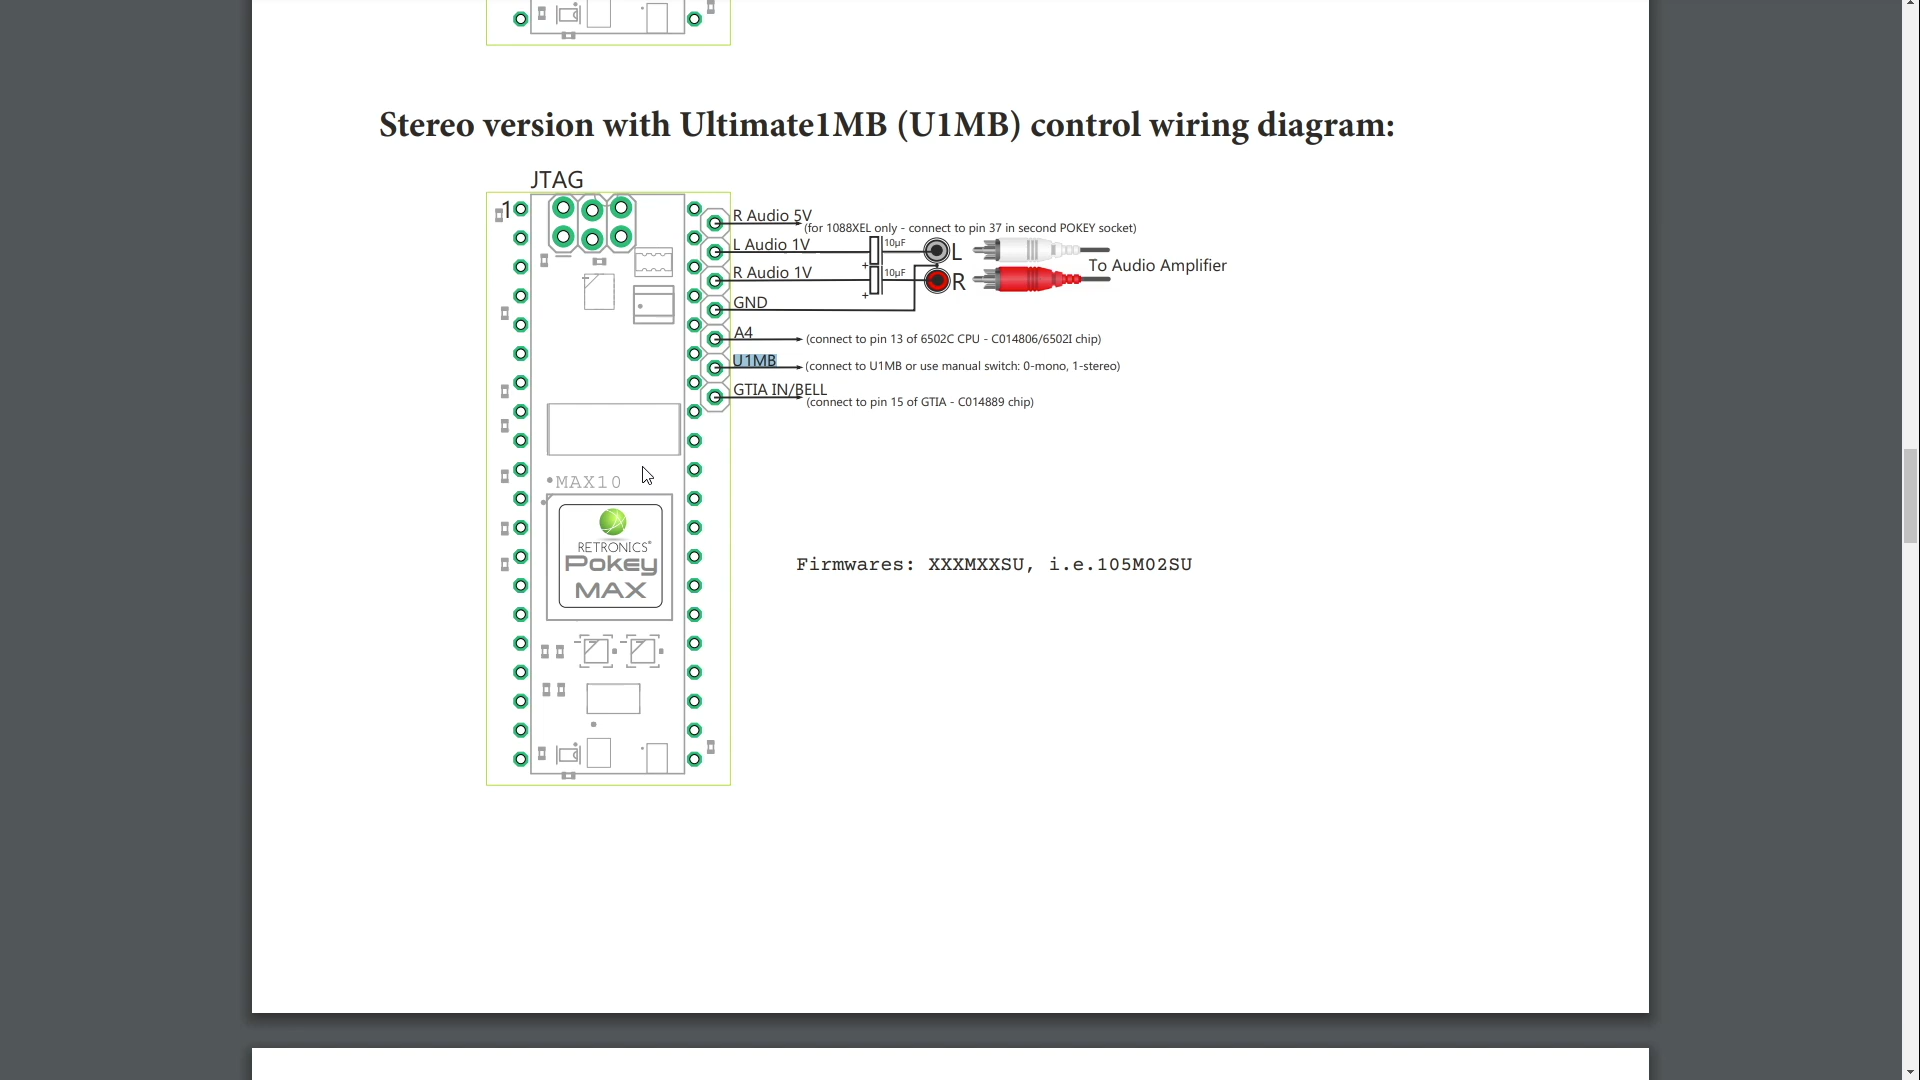 Stereo version with Ultimate1MB (U1MB) control wiring diagram:
JTAG
1
R Audio 5V
(for 1088XEL only - connect to pin 37 in second POKEY socket)
L Audio 1V
10µF
L
+
To Audio Amplifier
R Audio 1V
10µF
R
+
GND
A4
(connect to pin 13 of 6502C CPU - C014806/6502I chip)
U1MB
(connect to U1MB or use manual switch: 0-mono, 1-stereo)
GTIA IN/BELL
(connect to pin 15 of GTIA - C014889 chip)
MAX10
RETRONICS
Pokey
MAX
Firmwares: XXXMXXSU, i.e.105M02SU